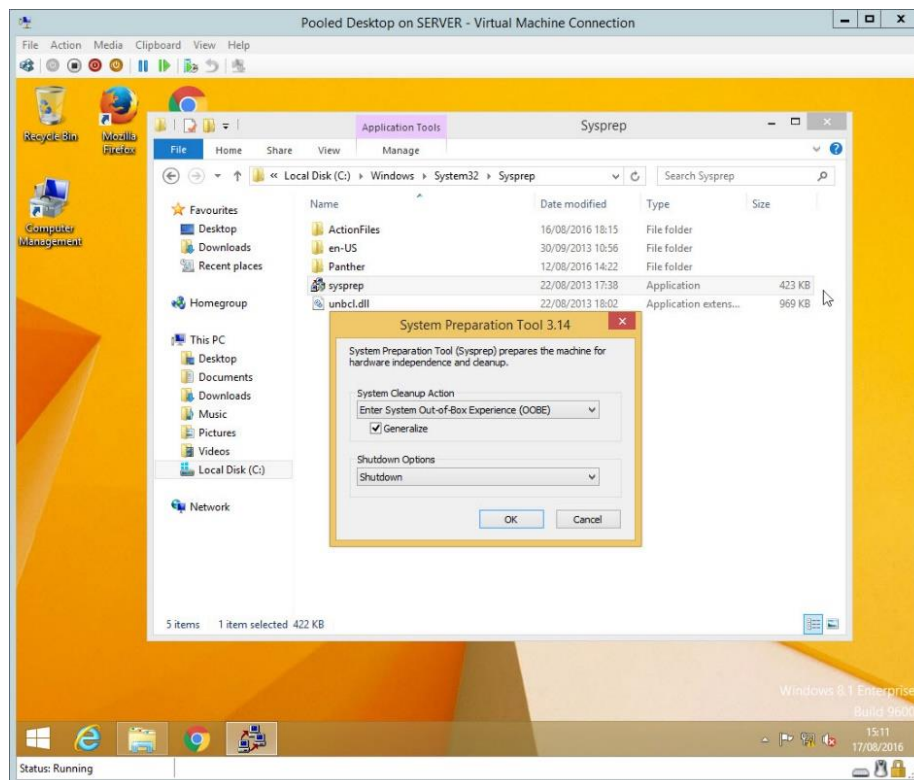 Pooled Desktop on SERVER - Virtual Machine Connection
File Action Media Clipboard View Help
Recycle Bin
Mozilla
Firefox
Computer
Management
Application Tools
Sysprep
File Home Share View Manage
« Local Disk (C:) Windows System32 Sysprep
Search Sysprep
Favourites
Desktop
Downloads
Recent places
Homegroup
This PC
Desktop
Documents
Downloads
Music
Pictures
Videos
Local Disk (C:)
Network
Name Date modified Type Size
ActionFiles 16/08/2016 18:15 File folder
en-US 30/09/2013 10:56 File folder
Panther 12/08/2016 14:22 File folder
sysprep 22/08/2013 17:38 Application 423 KB
unbcl.dll 22/08/2013 18:02 Application extens... 969 KB
System Preparation Tool 3.14
System Preparation Tool (Sysprep) prepares the machine for
hardware independence and cleanup.
System Cleanup Action
Enter System Out-of-Box Experience (OOBE)
Generalize
Shutdown Options
Shutdown
OK Cancel
5 items 1 item selected 422 KB
Windows 8.1 Enterprise
Build 9600
15:11
17/08/2016
Status: Running